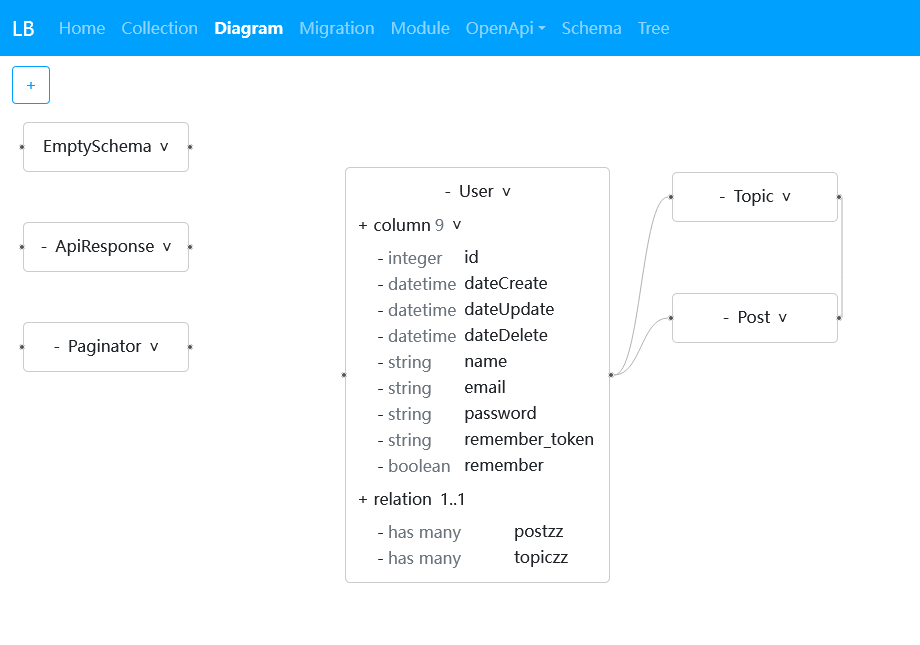 LB Home Collection Diagram Migration Module OpenApi Schema Tree
+
EmptySchema v
- ApiResponse v
- Paginator v
- User v
+ column 9 v
- integer id
- datetime dateCreate
- datetime dateUpdate
- datetime dateDelete
- string name
- string email
- string password
- string remember_token
- boolean remember
+ relation 1..1
- has many postzz
- has many topiczz
- Topic v
- Post v